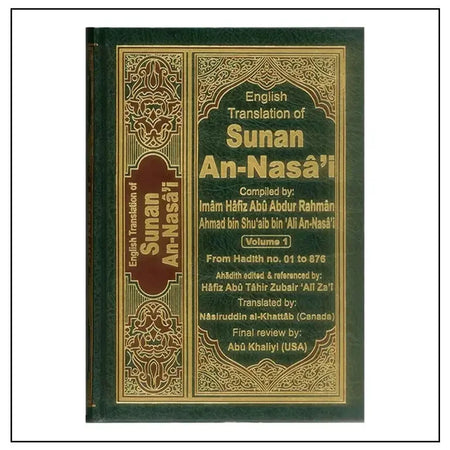 English Translation of
Sunan
An-Nasâ'i
English
Translation of
Sunan
An-Nasâ'i
Compiled by:
Imâm Hâfiz Abû Abdur Rahmân
Ahmad bin Shu'aib bin 'Ali An-Nasâ'i
Volume 1
From Hadith no. 01 to 876
Ahâdith edited & referenced by:
Hâfiz Abû Tâhir Zubair 'Alî Za'î
Translated by:
Nâsiruddin al-Khattâb (Canada)
Final review by:
Abû Khaliyl (USA)